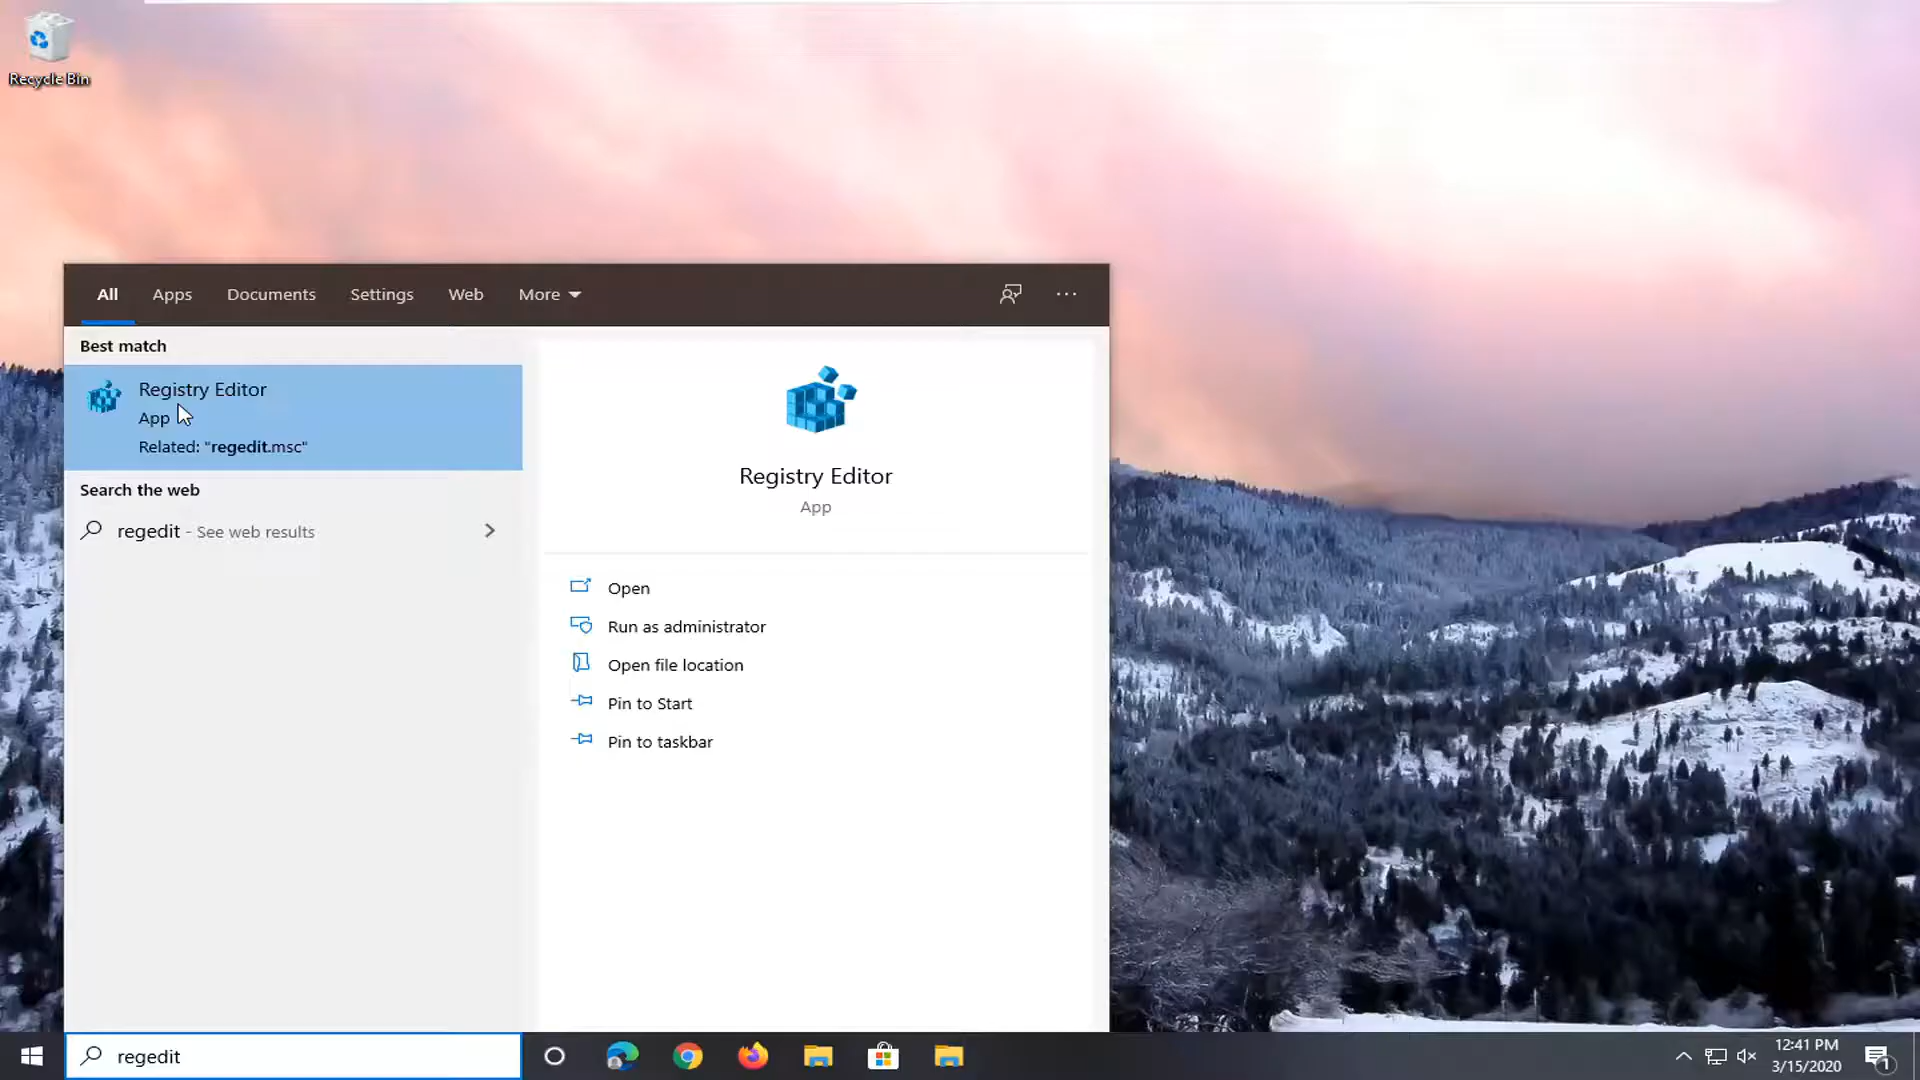 Recycle Bin
All Apps Documents Settings Web More
Best match
Registry Editor
App
Related: "regedit.msc"
Search the web
regedit - See web results
Registry Editor
App
Open
Run as administrator
Open file location
Pin to Start
Pin to taskbar
regedit
12:41 PM
3/15/2020
1